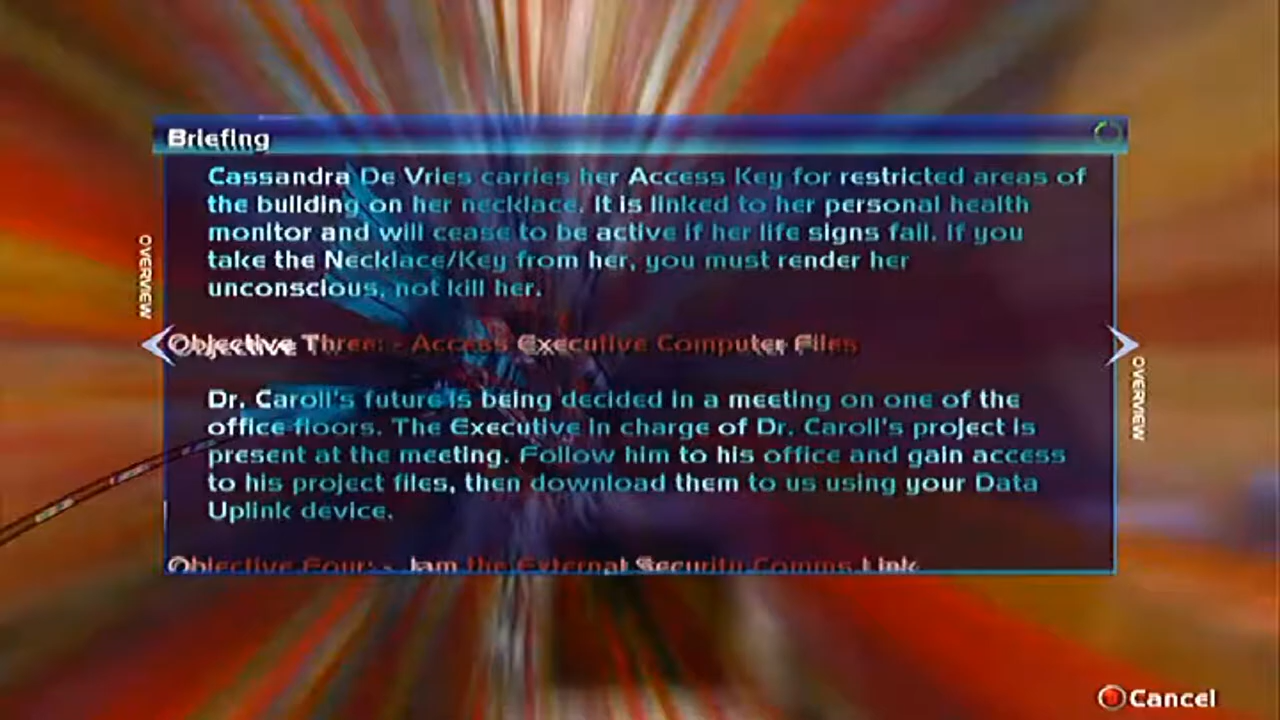 Briefing
Cassandra De Vries carries her Access Key for restricted areas of
the building on her necklace. It is linked to her personal health
monitor and will cease to be active if her life signs fail. If you
take the Necklace/Key from her, you must render her
unconscious, not kill her.
OVERVIEW
Objective Three: - Access Executive Computer Files
OVERVIEW
Dr. Caroll's future is being decided in a meeting on one of the
office floors. The Executive in charge of Dr. Caroll's project is
present at the meeting. Follow him to his office and gain access
to his project files, then download them to us using your Data
Uplink device.
Objective Four: - Jam the External Security Comms Link
Cancel